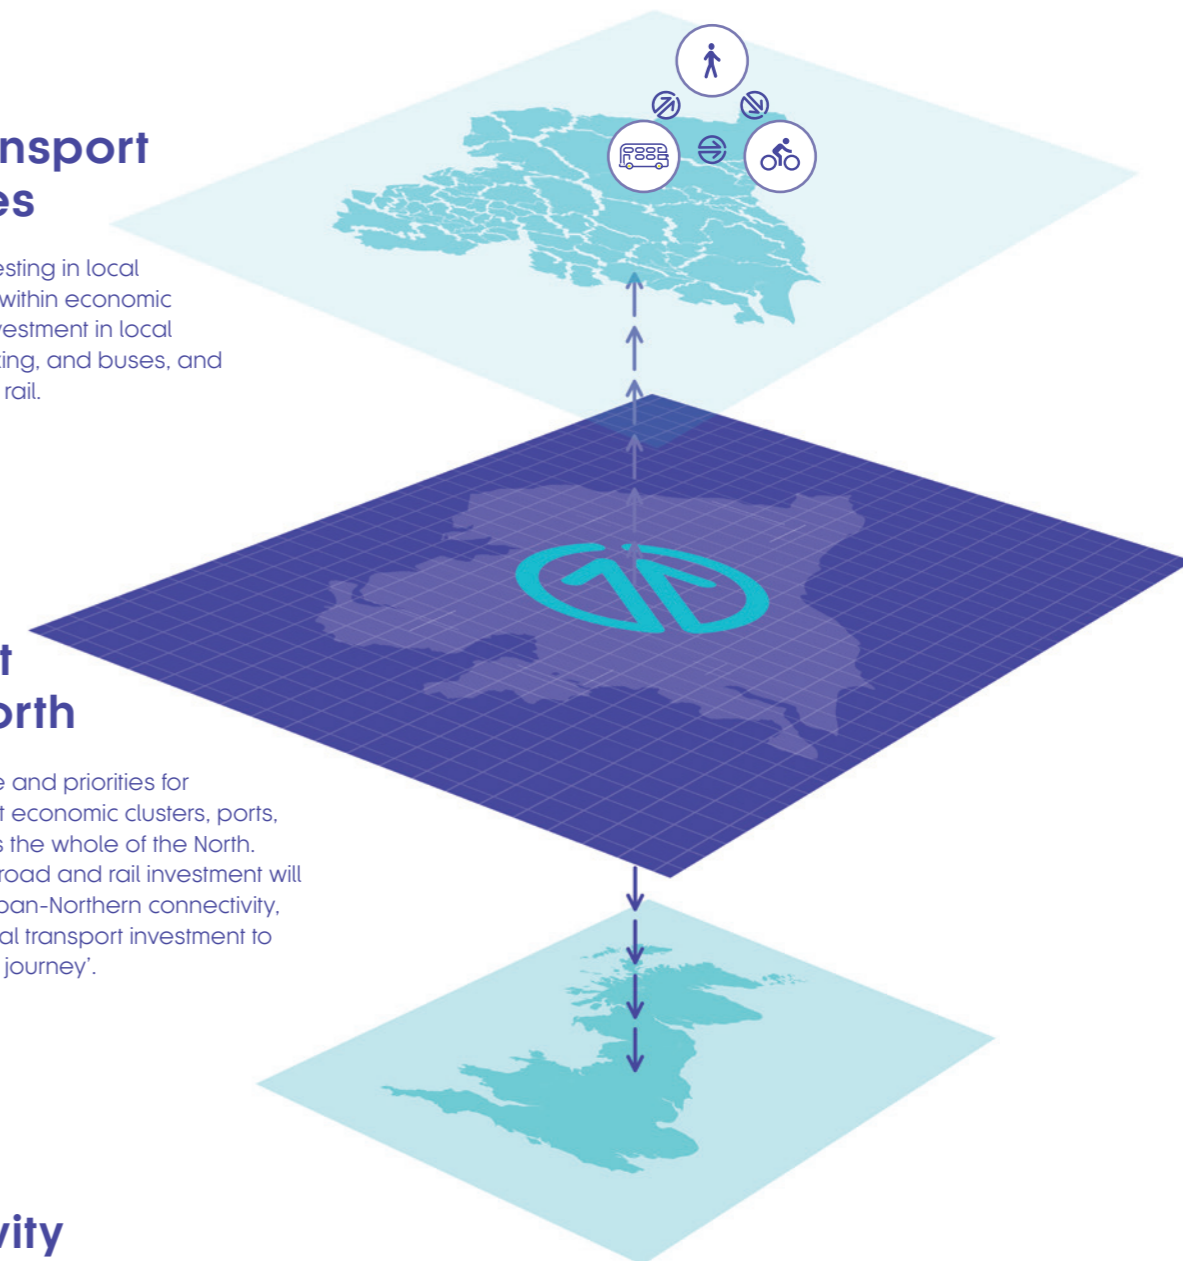 nsport
es
esting in local
within economic
vestment in local
king, and buses, and
rail.
t
orth
e and priorities for
t economic clusters, ports,
s the whole of the North.
road and rail investment will
pan-Northern connectivity,
al transport investment to
journey’.
vity